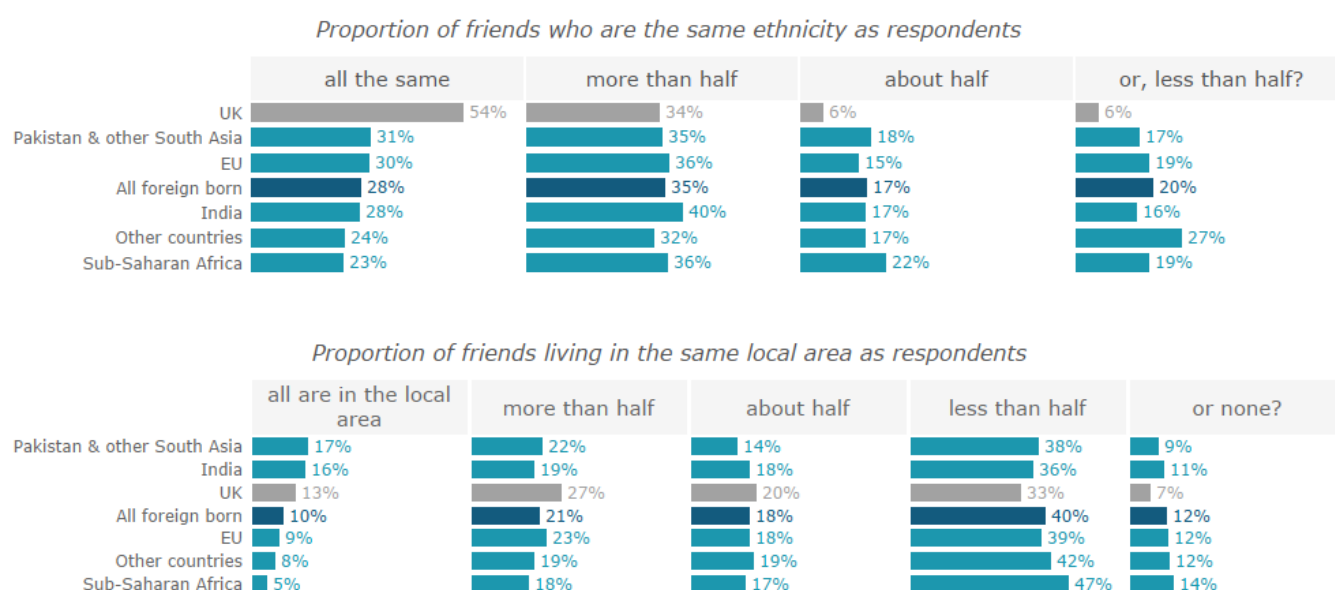 Proportion of friends who are the same ethnicity as respondents
all the same more than half about half or, less than half?
UK 54% 34% 6% 6%
Pakistan & other South Asia 31% 35% 18% 17%
EU 30% 36% 15% 19%
All foreign born 28% 35% 17% 20%
India 28% 40% 17% 16%
Other countries 24% 32% 17% 27%
Sub-Saharan Africa 23% 36% 22% 19%
Proportion of friends living in the same local area as respondents
all are in the local
area
more than half about half less than half or none?
Pakistan & other South Asia 17% 22% 14% 38% 9%
India 16% 19% 18% 36% 11%
UK 13% 27% 20% 33% 7%
All foreign born 10% 21% 18% 40% 12%
EU 9% 23% 18% 39% 12%
Other countries 8% 19% 19% 42% 12%
Sub-Saharan Africa 5% 18% 17% 47% 14%